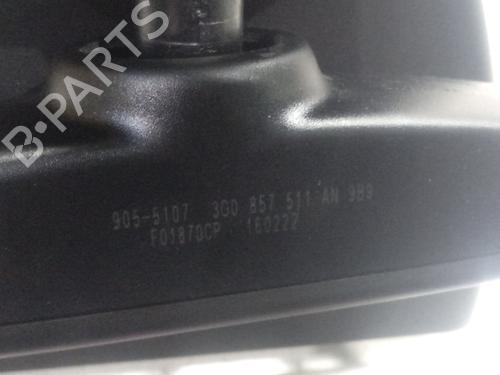 B-PARTS
905-5107 3G0 857 511 AN 9B9
F01870CP 160222